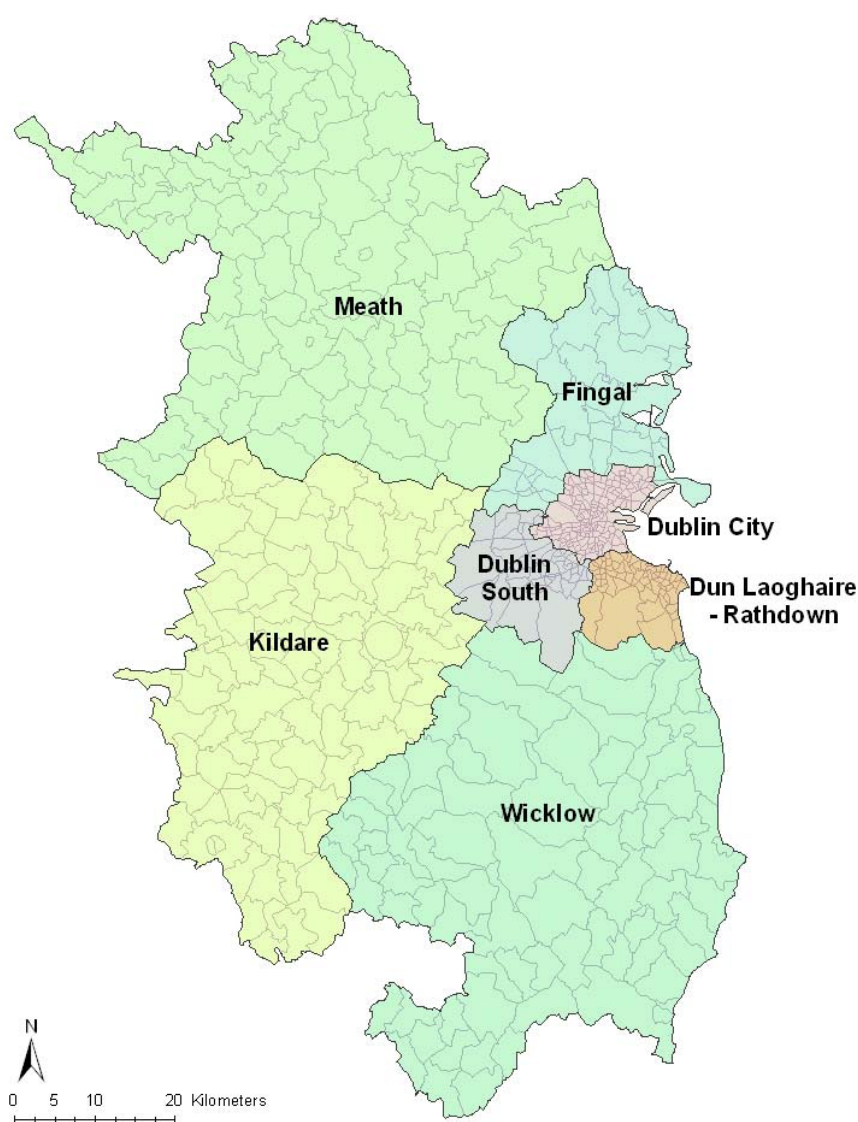 Meath
Fingal
Dublin City
Dublin
South
Dun Laoghaire
- Rathdown
Kildare
Wicklow
N
0 5 10 20 Kilometers